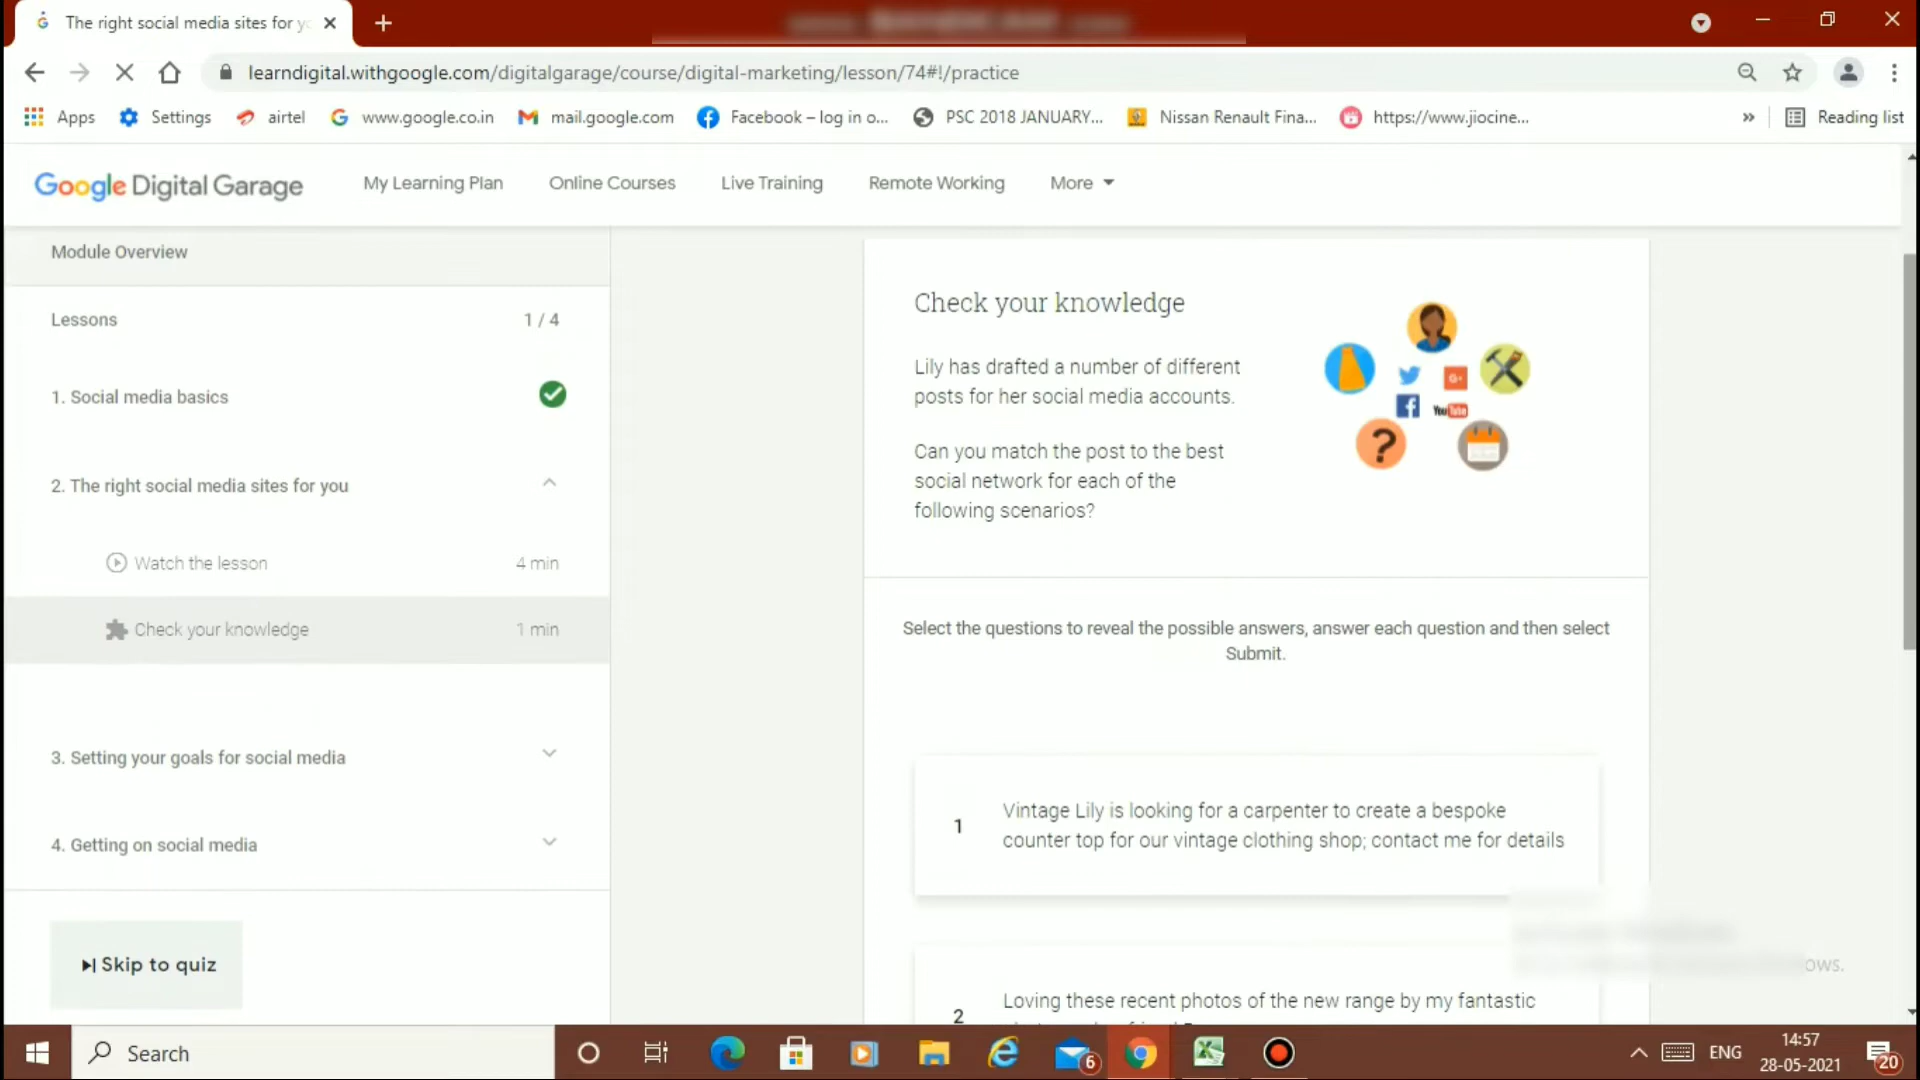 The right social media sites for yo
learndigital.withgoogle.com/digitalgarage/course/digital-marketing/lesson/74#!/practice
Apps Settings airtel www.google.co.in mail.google.com Facebook – log in o... PSC 2018 JANUARY... Nissan Renault Fina... https://www.jiocine... » Reading list
Google Digital Garage My Learning Plan Online Courses Live Training Remote Working More
Module Overview
Lessons 1 / 4
1. Social media basics
2. The right social media sites for you
Watch the lesson 4 min
Check your knowledge 1 min
3. Setting your goals for social media
4. Getting on social media
Skip to quiz
Check your knowledge
Lily has drafted a number of different
posts for her social media accounts.
Can you match the post to the best
social network for each of the
following scenarios?
G+
f YouTube
?
Select the questions to reveal the possible answers, answer each question and then select
Submit.
1 Vintage Lily is looking for a carpenter to create a bespoke
counter top for our vintage clothing shop; contact me for details
2 Loving these recent photos of the new range by my fantastic
ows.
Search 6 ENG 14:57
28-05-2021 20